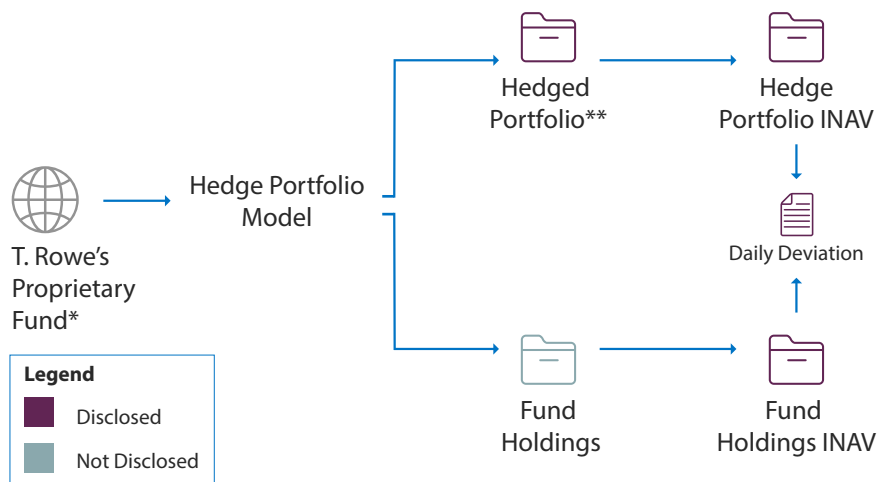 T. Rowe's
Proprietary
Fund*
Hedge Portfolio
Model
Hedged
Portfolio**
Hedge
Portfolio INAV
Daily Deviation
Fund
Holdings
Fund
Holdings INAV
Legend
Disclosed
Not Disclosed